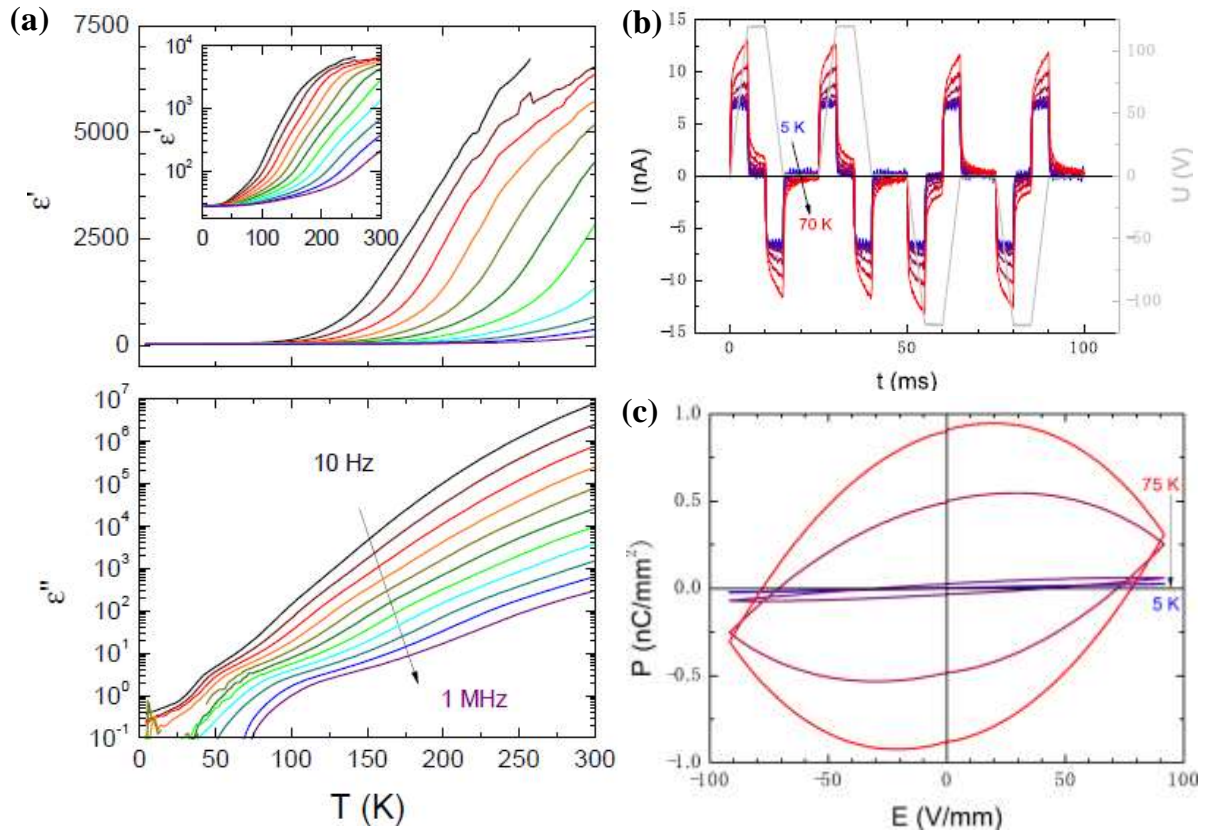 (a)
7500
5000
2500
0
ε'
10⁴
10³
10²
ε'
0 100 200 300
10⁷
10⁶
10⁵
10⁴
10³
10²
10¹
10⁰
10⁻¹
ε''
10 Hz
1 MHz
0 50 100 150 200 250 300
T (K)
(b)
15
10
5
0
−5
−10
−15
I (nA)
5 K
70 K
100
50
0
−50
−100
U (V)
0 50 100
t (ms)
(c)
1.0
0.5
0.0
−0.5
−1.0
P (nC/mm²)
75 K
5 K
−100 −50 0 50 100
E (V/mm)